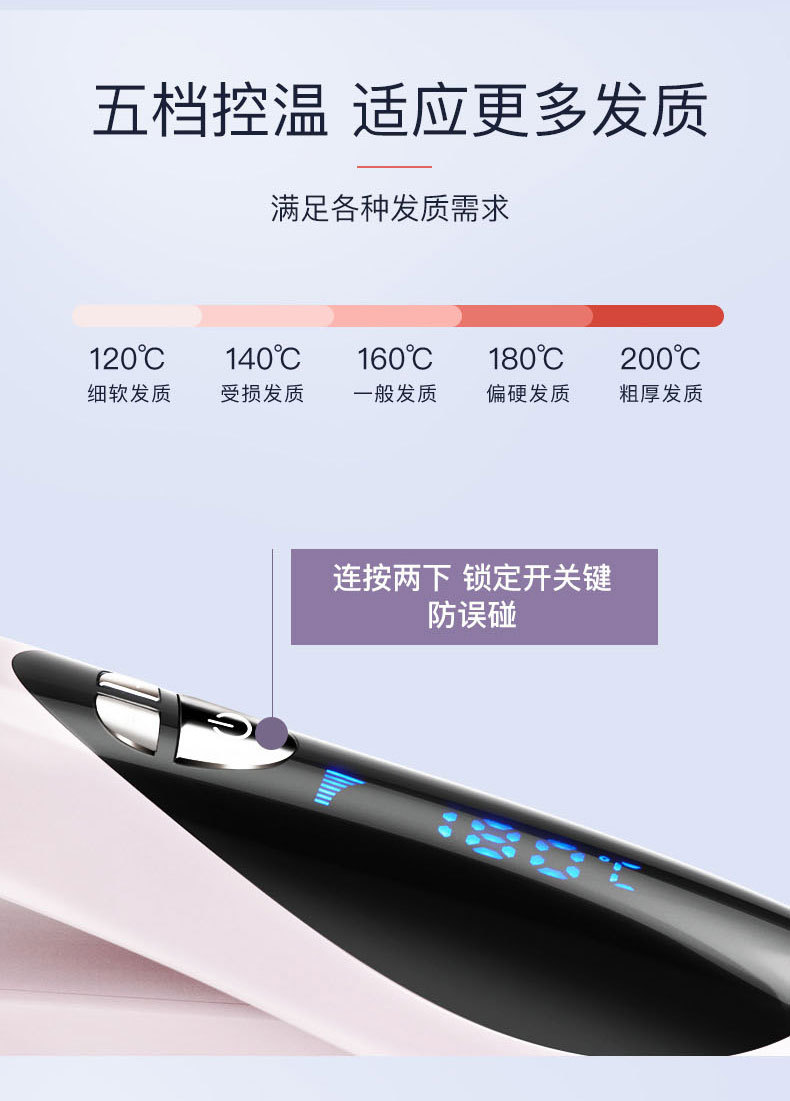 五档控温 适应更多发质
满足各种发质需求
120℃ 140℃ 160℃ 180℃ 200℃
细软发质 受损发质 一般发质 偏硬发质 粗厚发质
连按两下 锁定开关键
防误碰
180℃